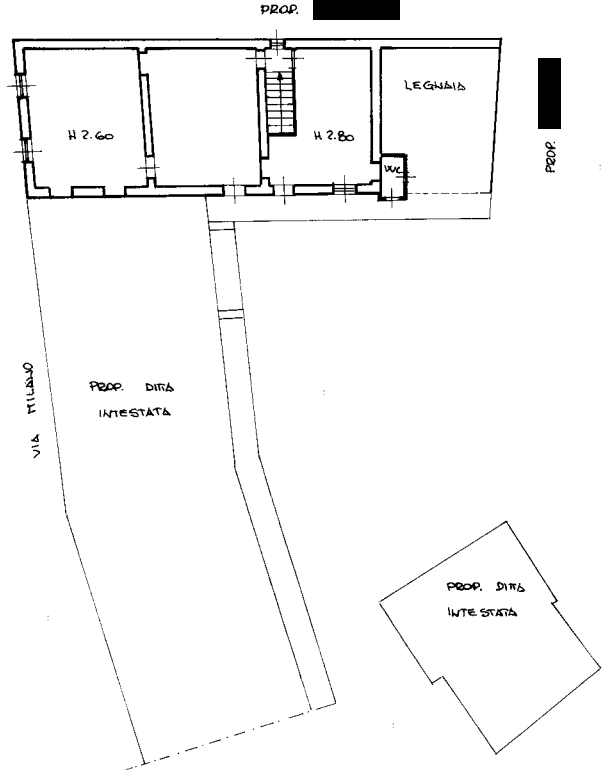 PROP.
LEGNAIA
H 2.60
H 2.80
WC
PROP.
VIA MILANO
PROP. DITTA
INTESTATA
PROP. DITTA
INTESTATA